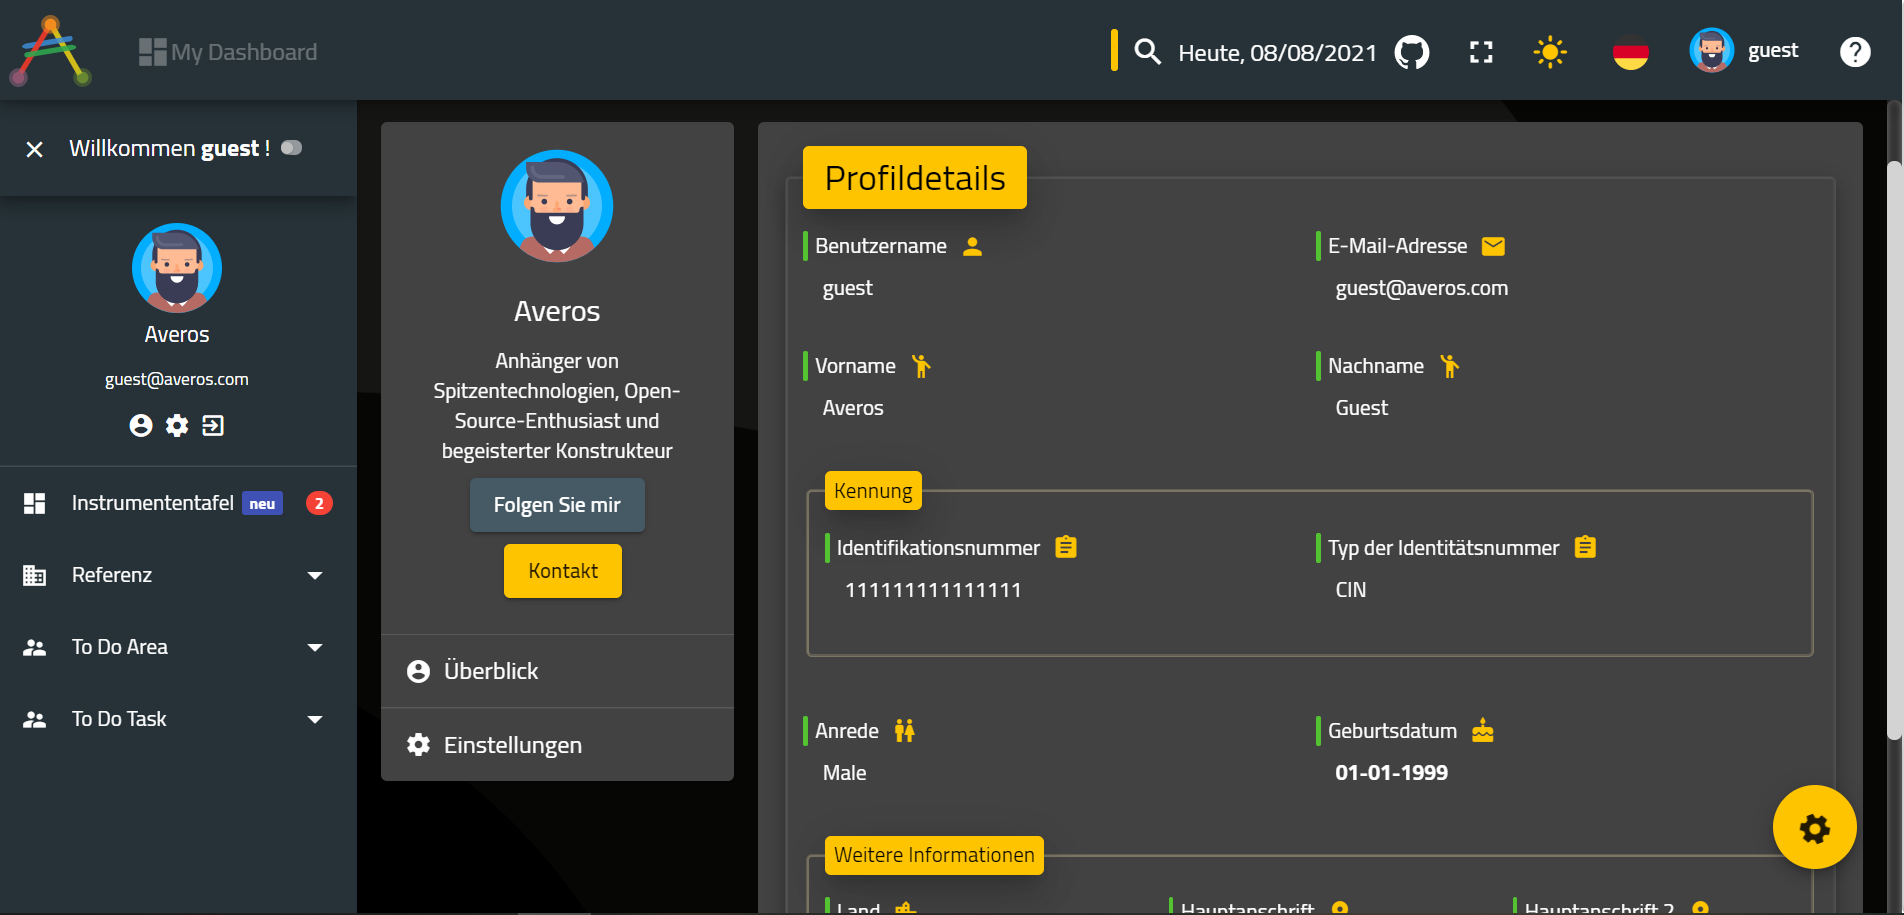 My Dashboard
Heute, 08/08/2021
guest
Willkommen guest !
Averos
guest@averos.com
Instrumententafel neu 2
Referenz
To Do Area
To Do Task
Averos
Anhänger von
Spitzentechnologien, Open-
Source-Enthusiast und
begeisterter Konstrukteur
Folgen Sie mir
Kontakt
Überblick
Einstellungen
Profildetails
Benutzername
guest
E-Mail-Adresse
guest@averos.com
Vorname
Averos
Nachname
Guest
Kennung
Identifikationsnummer
111111111111111
Typ der Identitätsnummer
CIN
Anrede
Male
Geburtsdatum
01-01-1999
Weitere Informationen
Land
Hauptanschrift
Hauptanschrift 2